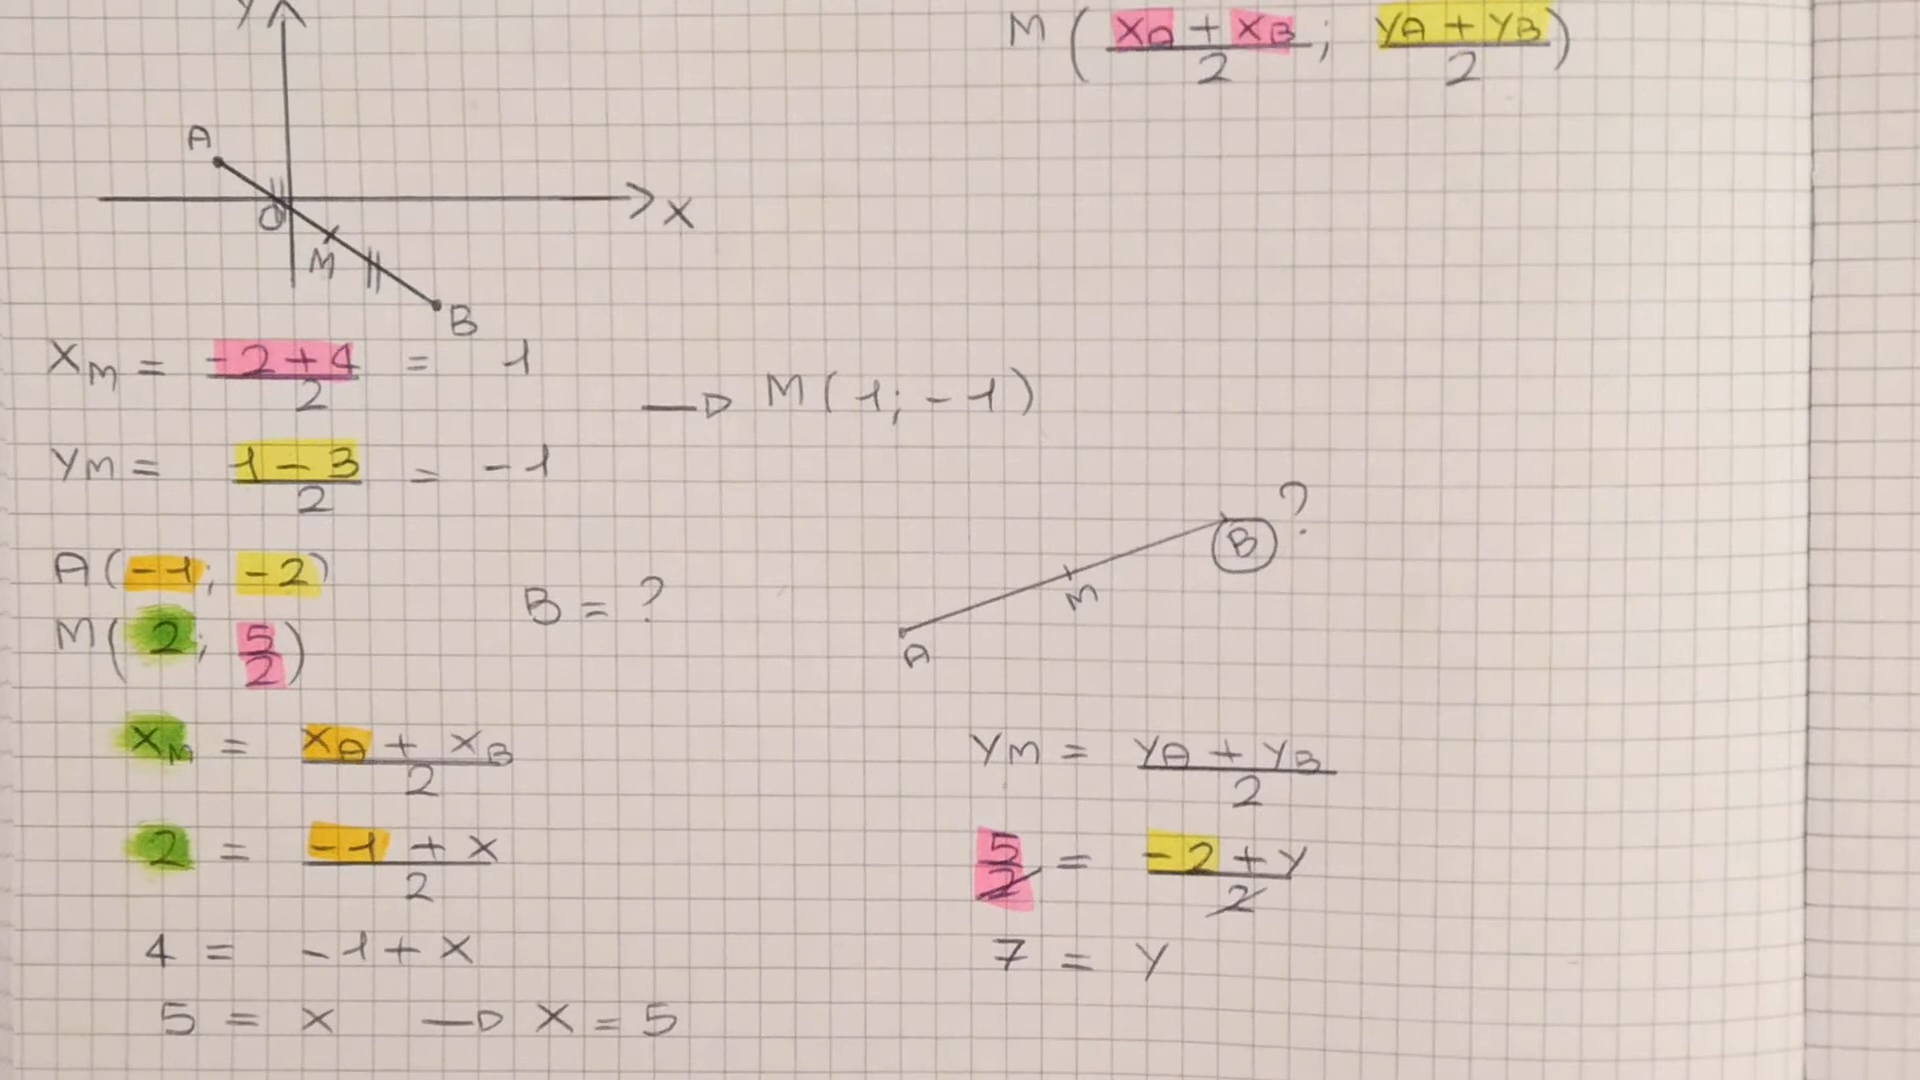 y
M ( xA + xB / 2 ; yA + yB / 2 )
A
O
x
M
B
xM = -2+4 / 2 = 1
→ M(1; -1)
yM = 1-3 / 2 = -1
A(-1; -2)
M(2; 5/2)
B = ?
A
M
B
?
xM = xA + xB / 2
yM = yA + yB / 2
2 = -1 + x / 2
5/2 = -2 + y / 2
4 = -1 + x
7 = y
5 = x → x = 5